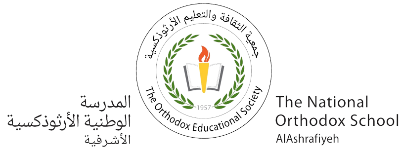 المدرسة
الوطنية الأرثوذكسية
الأشرفية
جمعية الثقافة والتعليم الأرثوذكسية
1957
The Orthodox Educational Society
The National
Orthodox School
AlAshrafiyeh